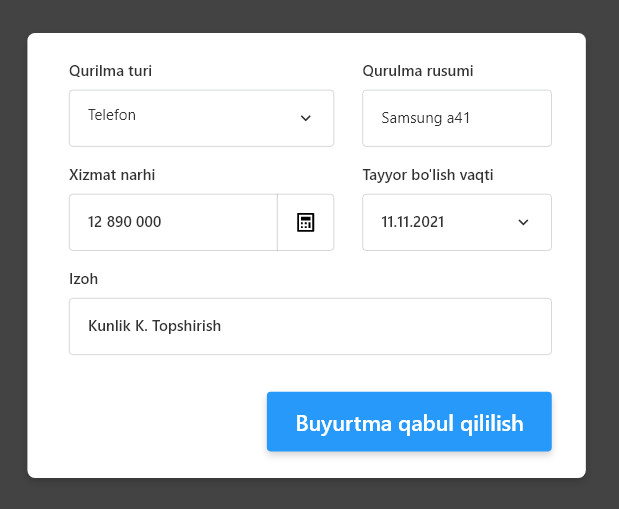 Qurilma turi
Qurulma rusumi
Telefon
Samsung a41
Xizmat narhi
Tayyor bo'lish vaqti
12 890 000
11.11.2021
Izoh
Kunlik K. Topshirish
Buyurtma qabul qililish